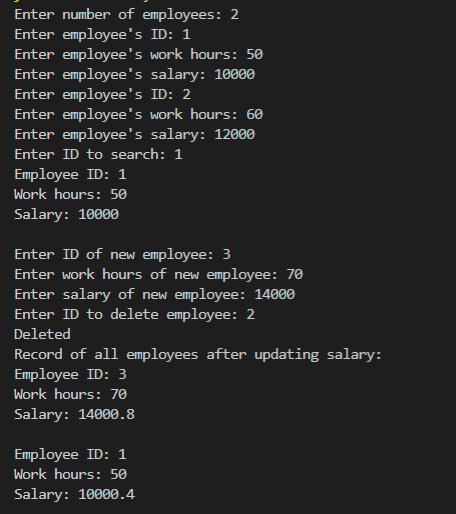 Enter number of employees: 2
Enter employee's ID: 1
Enter employee's work hours: 50
Enter employee's salary: 10000
Enter employee's ID: 2
Enter employee's work hours: 60
Enter employee's salary: 12000
Enter ID to search: 1
Employee ID: 1
Work hours: 50
Salary: 10000

Enter ID of new employee: 3
Enter work hours of new employee: 70
Enter salary of new employee: 14000
Enter ID to delete employee: 2
Deleted
Record of all employees after updating salary:
Employee ID: 3
Work hours: 70
Salary: 14000.8

Employee ID: 1
Work hours: 50
Salary: 10000.4